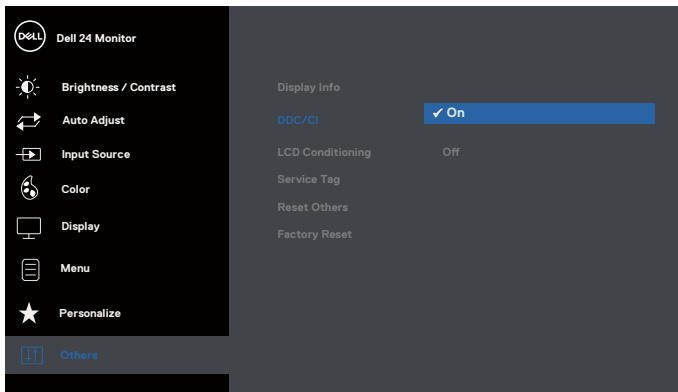 DELL Dell 24 Monitor
Brightness / Contrast
Auto Adjust
Input Source
Color
Display
Menu
Personalize
Others
Display Info
DDC/CI ✓ On
LCD Conditioning Off
Service Tag
Reset Others
Factory Reset